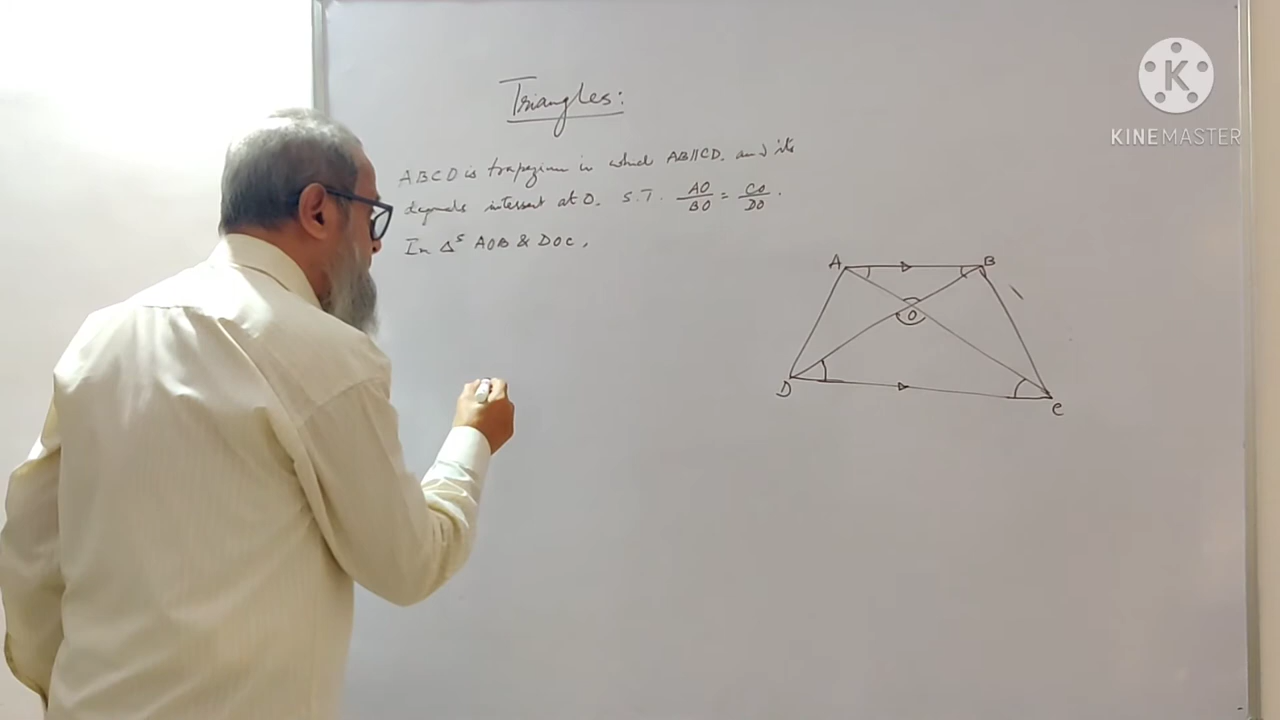 Triangles:
ABCD is trapezium in which AB||CD. and its
diagonals intersect at O. S.T. AO/BO = CO/DO.
In Δˢ AOB & DOC,
A
B
O
D
C
K
KINEMASTER